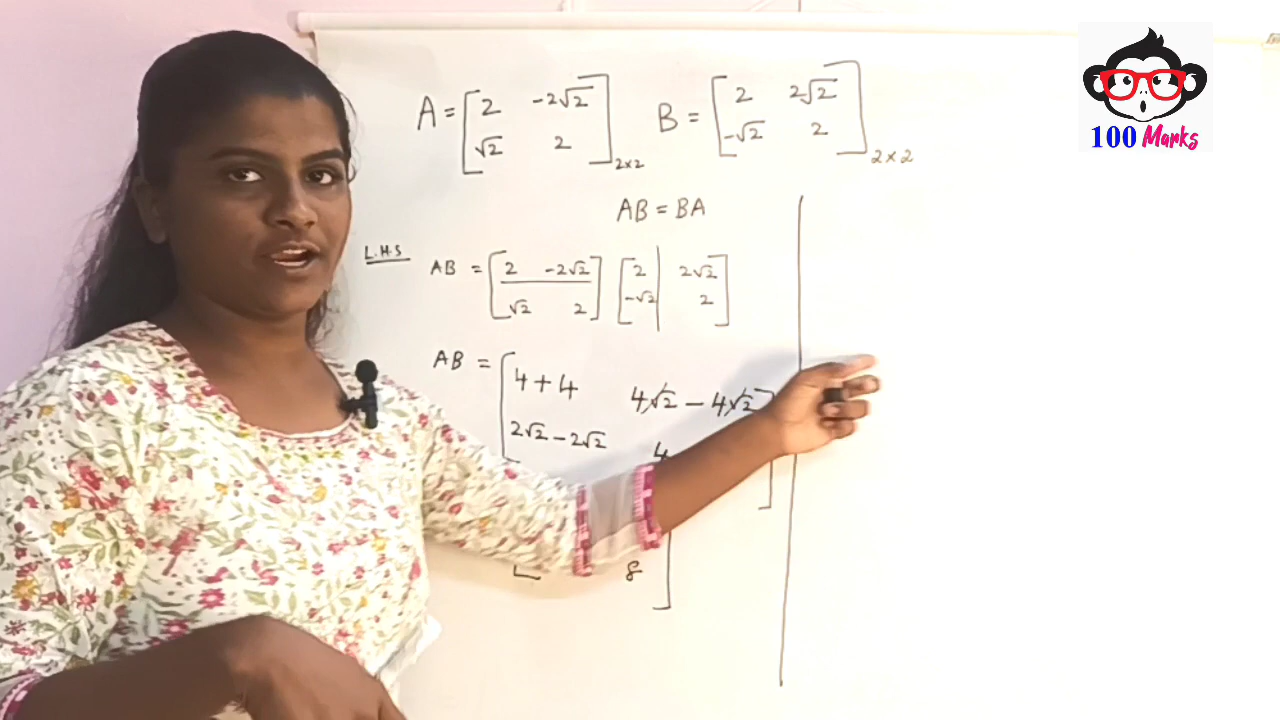 100 Marks
A = [ 2 -2√2 B = [ 2 2√2
√2 2 ]2×2 -√2 2 ]2×2
AB = BA
L.H.S
AB = [ 2 -2√2 ] [ 2 2√2 ]
√2 2 -√2 2
AB = [ 4 + 4 4√2 - 4√2 ]
2√2 - 2√2 4
8